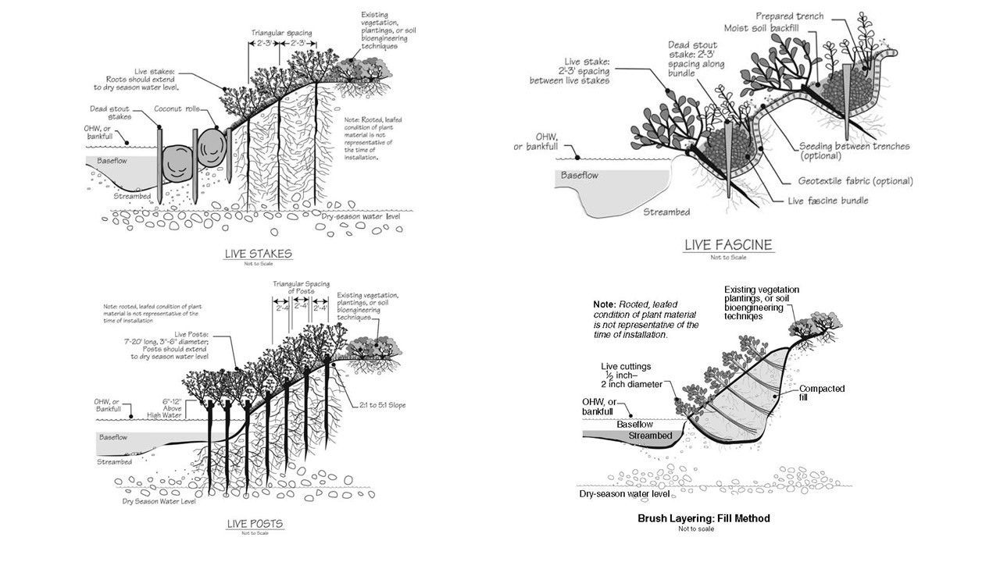 Existing
vegetation,
plantings, or soil
bioengineering
techniques
Triangular spacing
2'-3'
2'-3'
Live stakes:
Roots should extend
to dry season water level.
Dead stout
stakes
Coconut rolls
OHW, or
bankfull
Baseflow
Streambed
Note: Rooted, leafed
condition of plant
material is not
representative of
the time of
installation.
Dry-season water level
LIVE STAKES
Not to Scale
Prepared trench
Moist soil backfill
Dead stout
stake: 2'-3'
spacing along
bundle
Live stake:
2'-3' spacing
between live stakes
OHW,
or bankfull
Baseflow
Streambed
Seeding between trenches
(optional)
Geotextile fabric (optional)
Live fascine bundle
LIVE FASCINE
Not to Scale
Triangular Spacing
of Posts
2'-4'
2'-4'
2'-4'
Existing vegetation,
plantings, or soil
bioengineering
techniques
Note: rooted, leafed condition of plant
material is not representative of the
time of installation
Live Posts:
7'-20' long, 3"-6" diameter;
Posts should extend
to dry season water level
OHW, or
Bankfull
6"-12"
Above
High Water
2:1 to 5:1 Slope
Baseflow
Streambed
Dry Season Water Level
LIVE POSTS
Not to Scale
Existing vegetation
plantings, or soil
bioengineering
techniqes
Note: Rooted, leafed
condition of plant material
is not representative of the
time of installation.
Live cuttings
½ inch–
2 inch diameter
OHW, or
bankfull
Baseflow
Streambed
Compacted
fill
Dry-season water level
Brush Layering: Fill Method
Not to scale